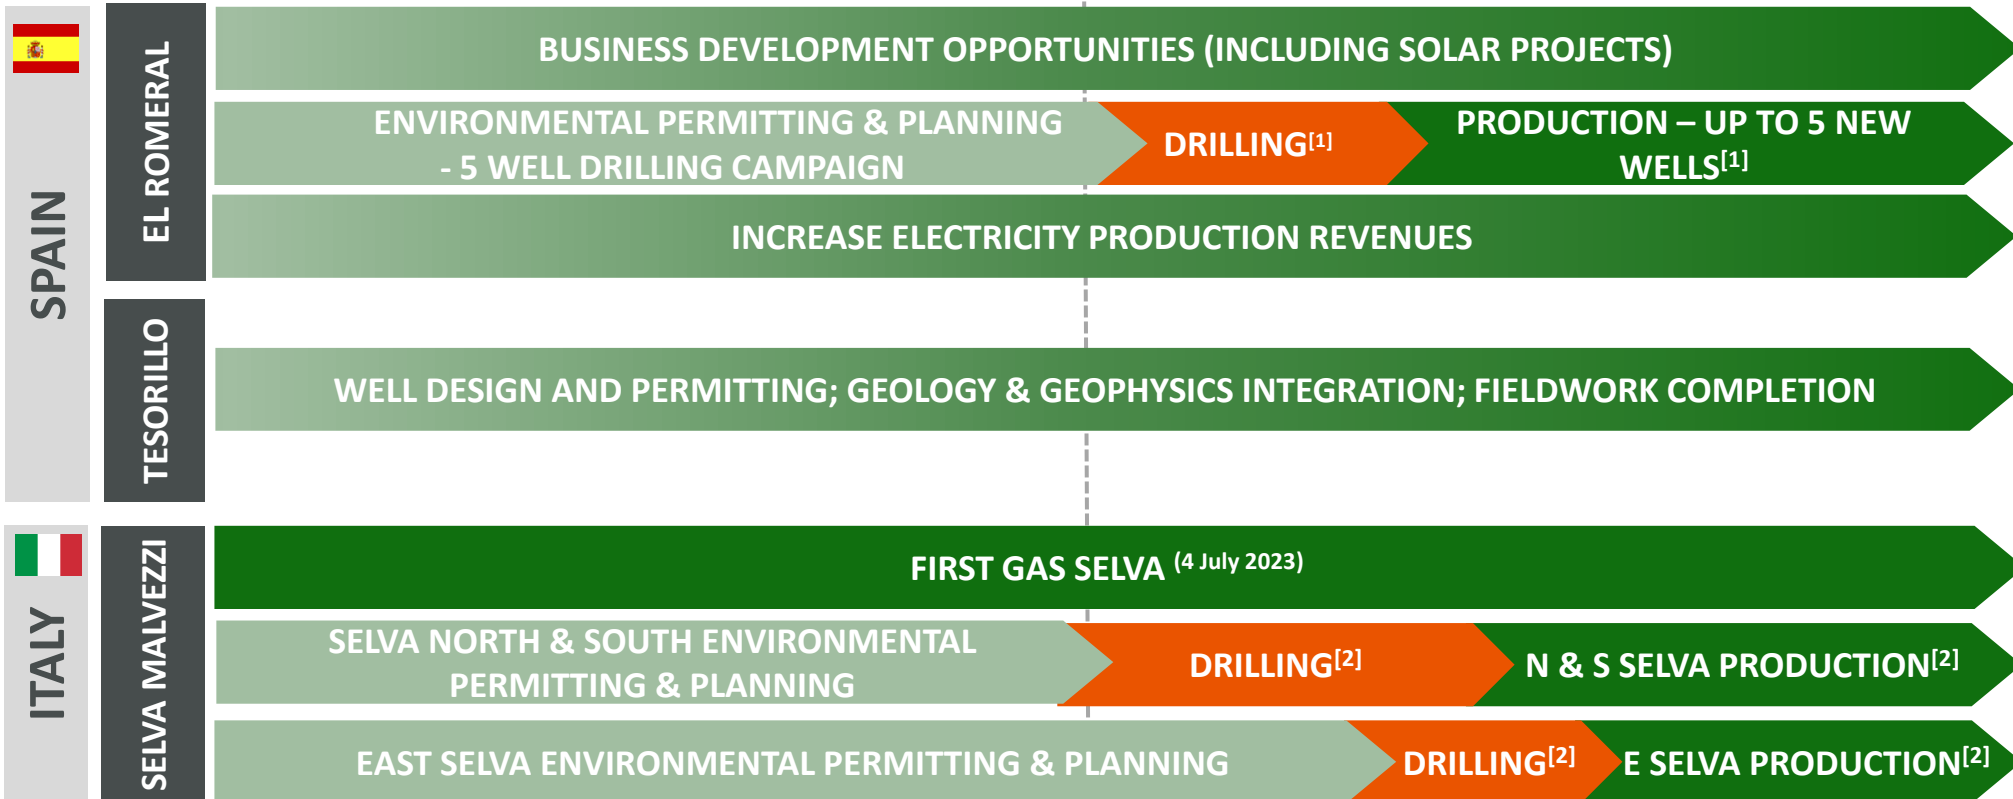 SPAIN
EL ROMERAL
BUSINESS DEVELOPMENT OPPORTUNITIES (INCLUDING SOLAR PROJECTS)
ENVIRONMENTAL PERMITTING & PLANNING
- 5 WELL DRILLING CAMPAIGN
DRILLING[1]
PRODUCTION – UP TO 5 NEW
WELLS[1]
INCREASE ELECTRICITY PRODUCTION REVENUES
TESORILLO
WELL DESIGN AND PERMITTING; GEOLOGY & GEOPHYSICS INTEGRATION; FIELDWORK COMPLETION
ITALY
SELVA MALVEZZI
FIRST GAS SELVA (4 July 2023)
SELVA NORTH & SOUTH ENVIRONMENTAL
PERMITTING & PLANNING
DRILLING[2]
N & S SELVA PRODUCTION[2]
EAST SELVA ENVIRONMENTAL PERMITTING & PLANNING
DRILLING[2]
E SELVA PRODUCTION[2]